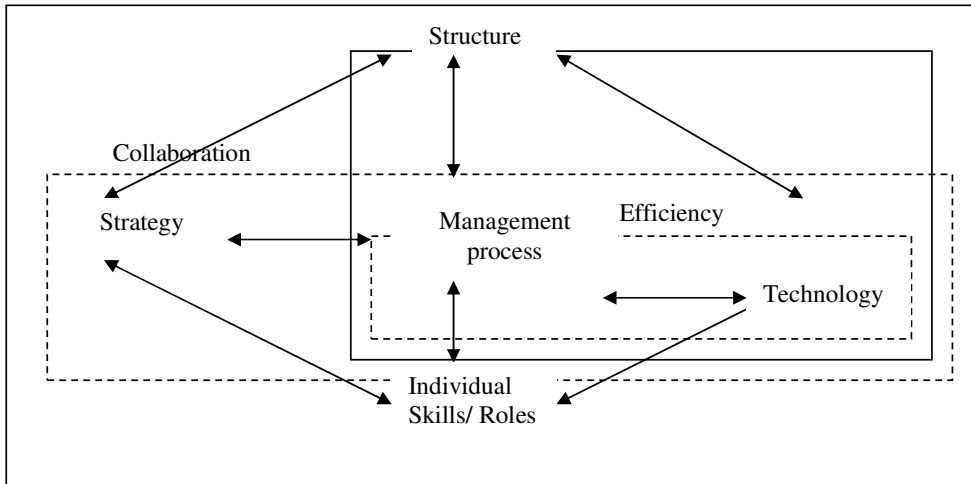 Structure
Collaboration
Strategy
Management
process
Efficiency
Technology
Individual
Skills/ Roles